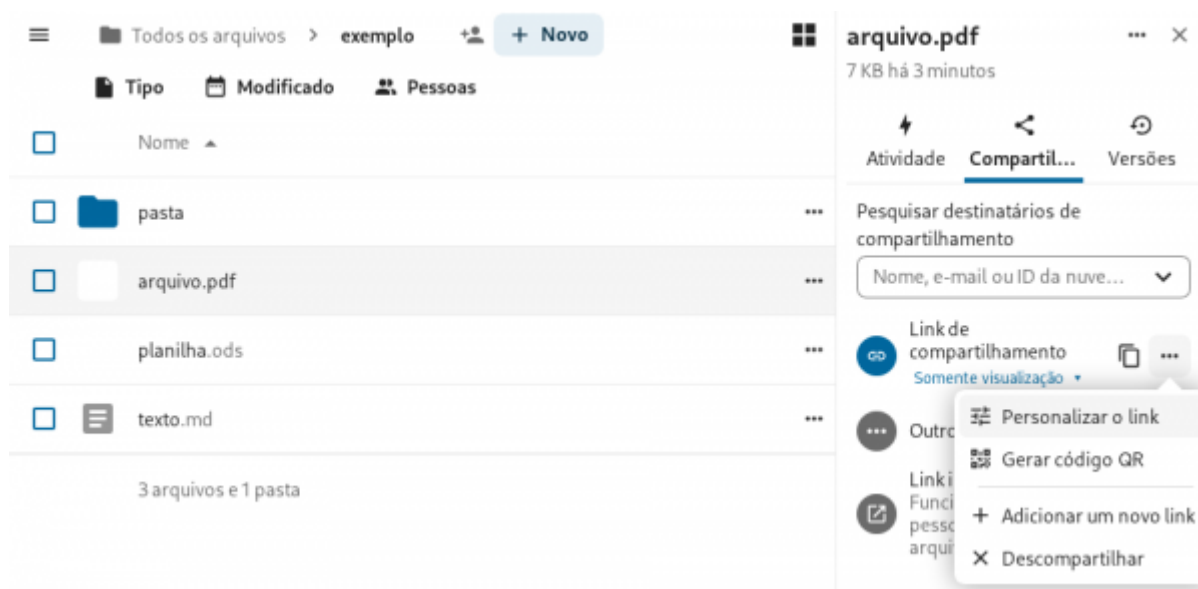 Todos os arquivos > exemplo + Novo
Tipo Modificado Pessoas
Nome
pasta
arquivo.pdf
planilha.ods
texto.md
3 arquivos e 1 pasta
arquivo.pdf
7 KB há 3 minutos
Atividade Compartil... Versões
Pesquisar destinatários de
compartilhamento
Nome, e-mail ou ID da nuve...
Link de
compartilhamento
Somente visualização
Personalizar o link
Gerar código QR
Link
Adicionar um novo link
Descompartilhar